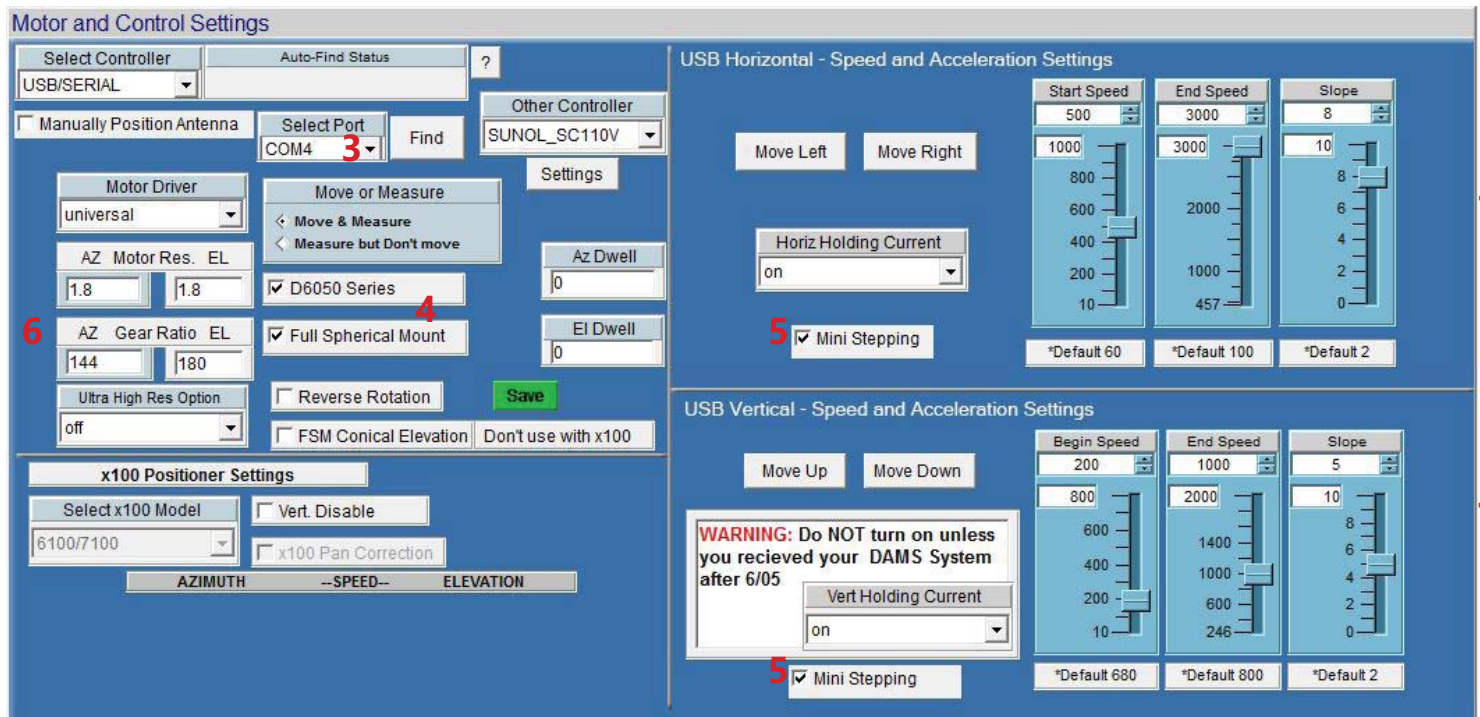 Motor and Control Settings
Select Controller
USB/SERIAL
Auto-Find Status
?
Manually Position Antenna
Select Port
COM4
3
Find
Other Controller
SUNOL_SC110V
Settings
Motor Driver
universal
Move or Measure
Move & Measure
Measure but Don't move
AZ Motor Res. EL
1.8 1.8
D6050 Series
4
Az Dwell
0
6
AZ Gear Ratio EL
144 180
Full Spherical Mount
El Dwell
0
Ultra High Res Option
off
Reverse Rotation
Save
FSM Conical Elevation
Don't use with x100
x100 Positioner Settings
Select x100 Model
6100/7100
Vert. Disable
x100 Pan Correction
AZIMUTH --SPEED-- ELEVATION
USB Horizontal - Speed and Acceleration Settings
Move Left
Move Right
Horiz Holding Current
on
5
Mini Stepping
Start Speed
500
1000
800
600
400
200
10
*Default 60
End Speed
3000
3000
2000
1000
457
*Default 100
Slope
8
10
8
6
4
2
0
*Default 2
USB Vertical - Speed and Acceleration Settings
Move Up
Move Down
WARNING: Do NOT turn on unless
you recieved your DAMS System
after 6/05
Vert Holding Current
on
5
Mini Stepping
Begin Speed
200
800
600
400
200
10
*Default 680
End Speed
1000
2000
1400
1000
600
246
*Default 800
Slope
5
10
8
6
4
2
0
*Default 2